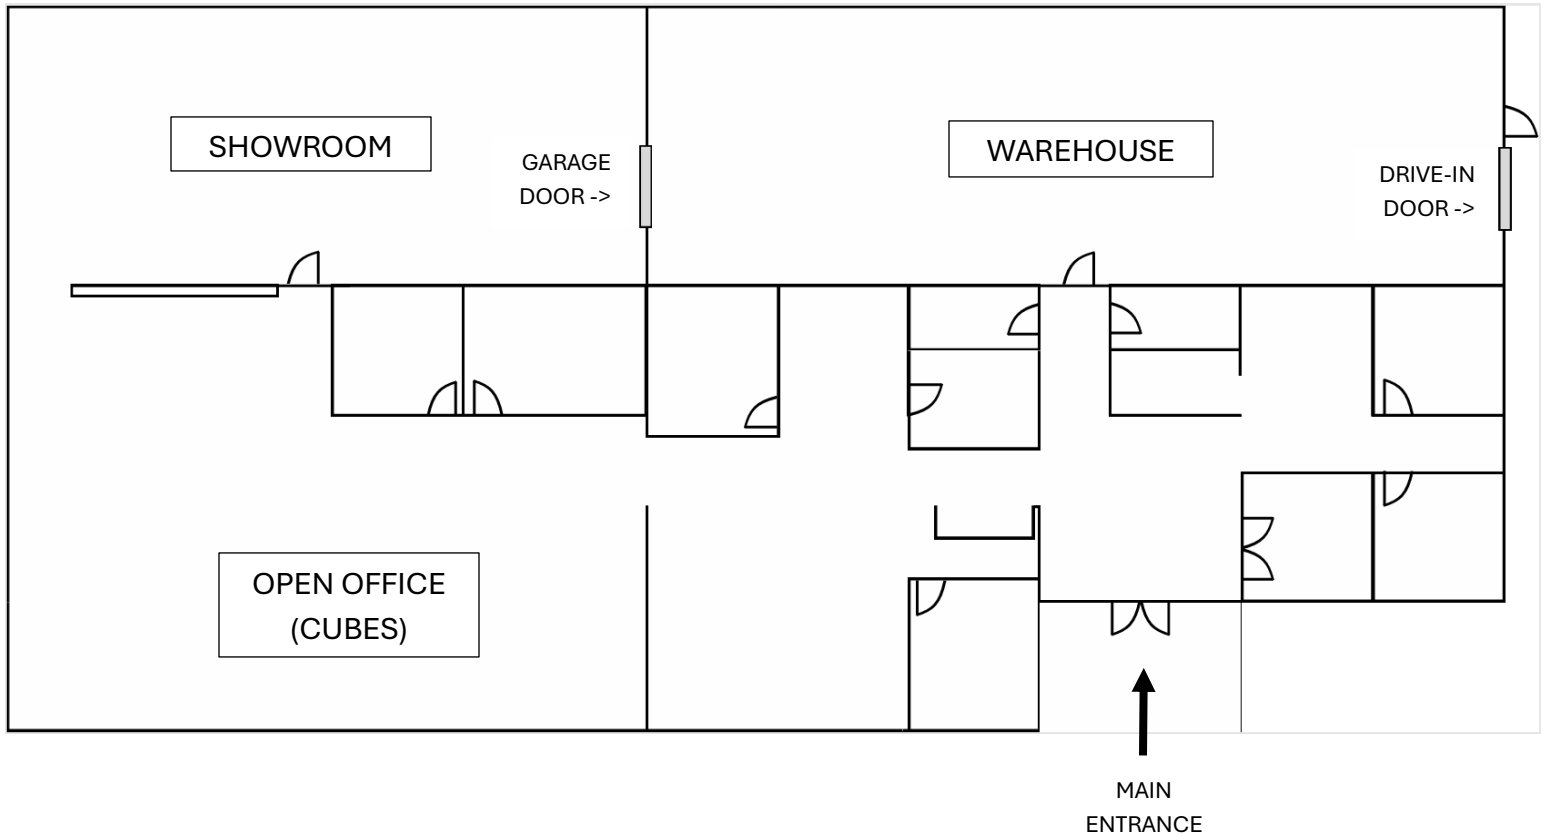 SHOWROOM
GARAGE
DOOR ->
WAREHOUSE
DRIVE-IN
DOOR ->
OPEN OFFICE
(CUBES)
MAIN
ENTRANCE